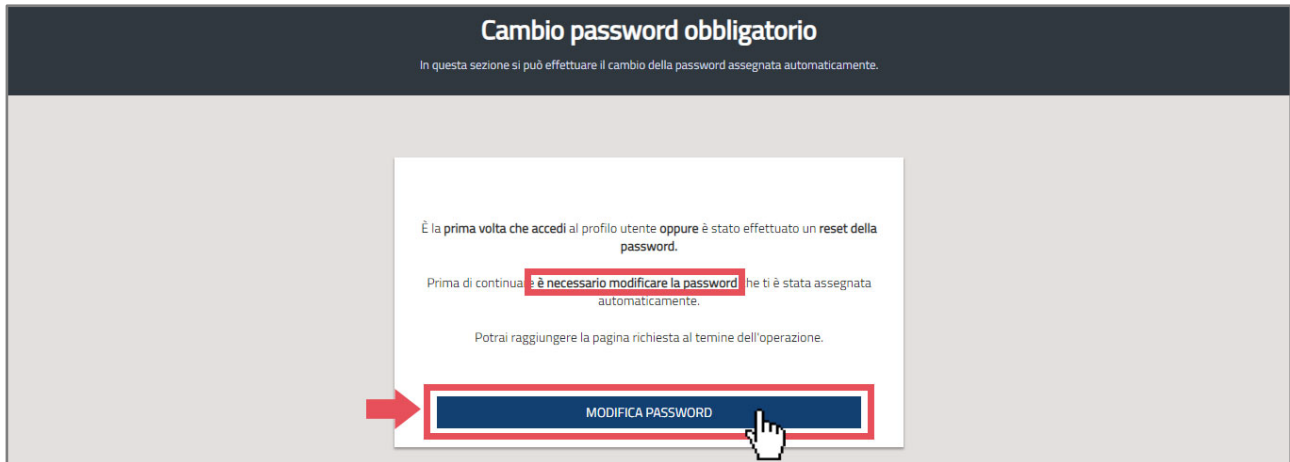 Cambio password obbligatorio
In questa sezione si può effettuare il cambio della password assegnata automaticamente.
È la prima volta che accedi al profilo utente oppure è stato effettuato un reset della
password.
Prima di continuare è necessario modificare la password che ti è stata assegnata
automaticamente.
Potrai raggiungere la pagina richiesta al temine dell'operazione.
MODIFICA PASSWORD